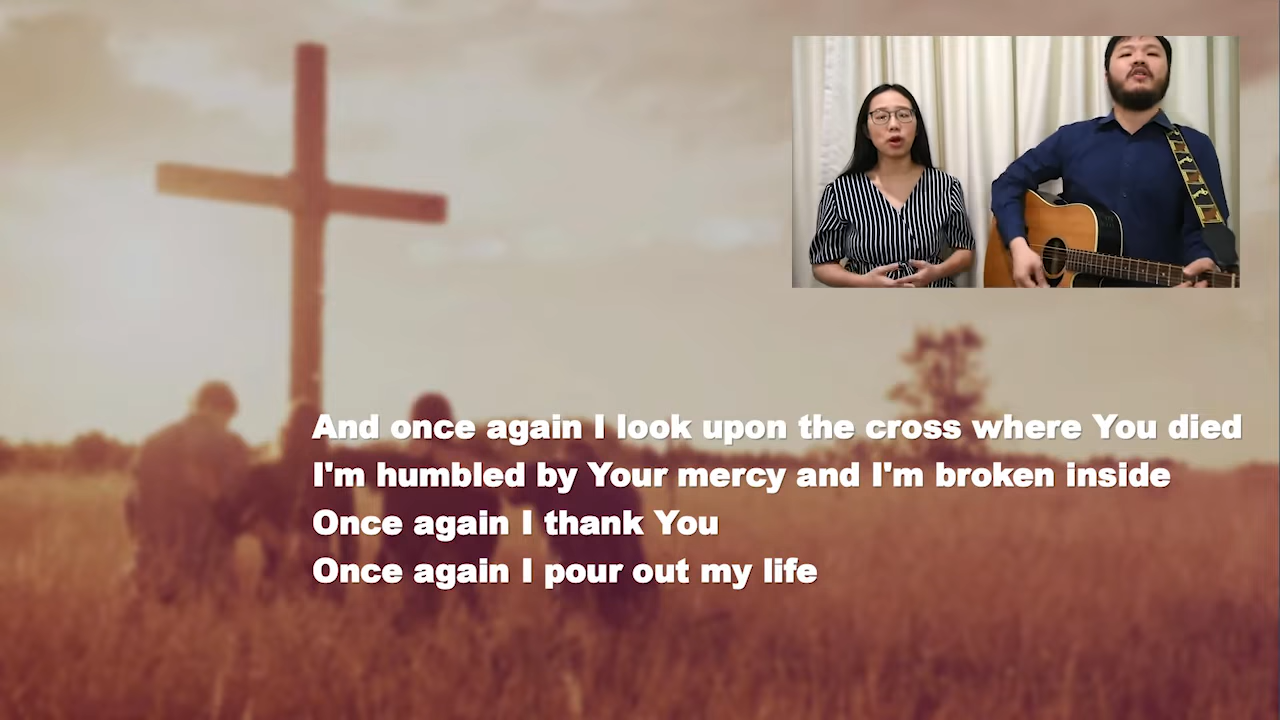 And once again I look upon the cross where You died
I'm humbled by Your mercy and I'm broken inside
Once again I thank You
Once again I pour out my life